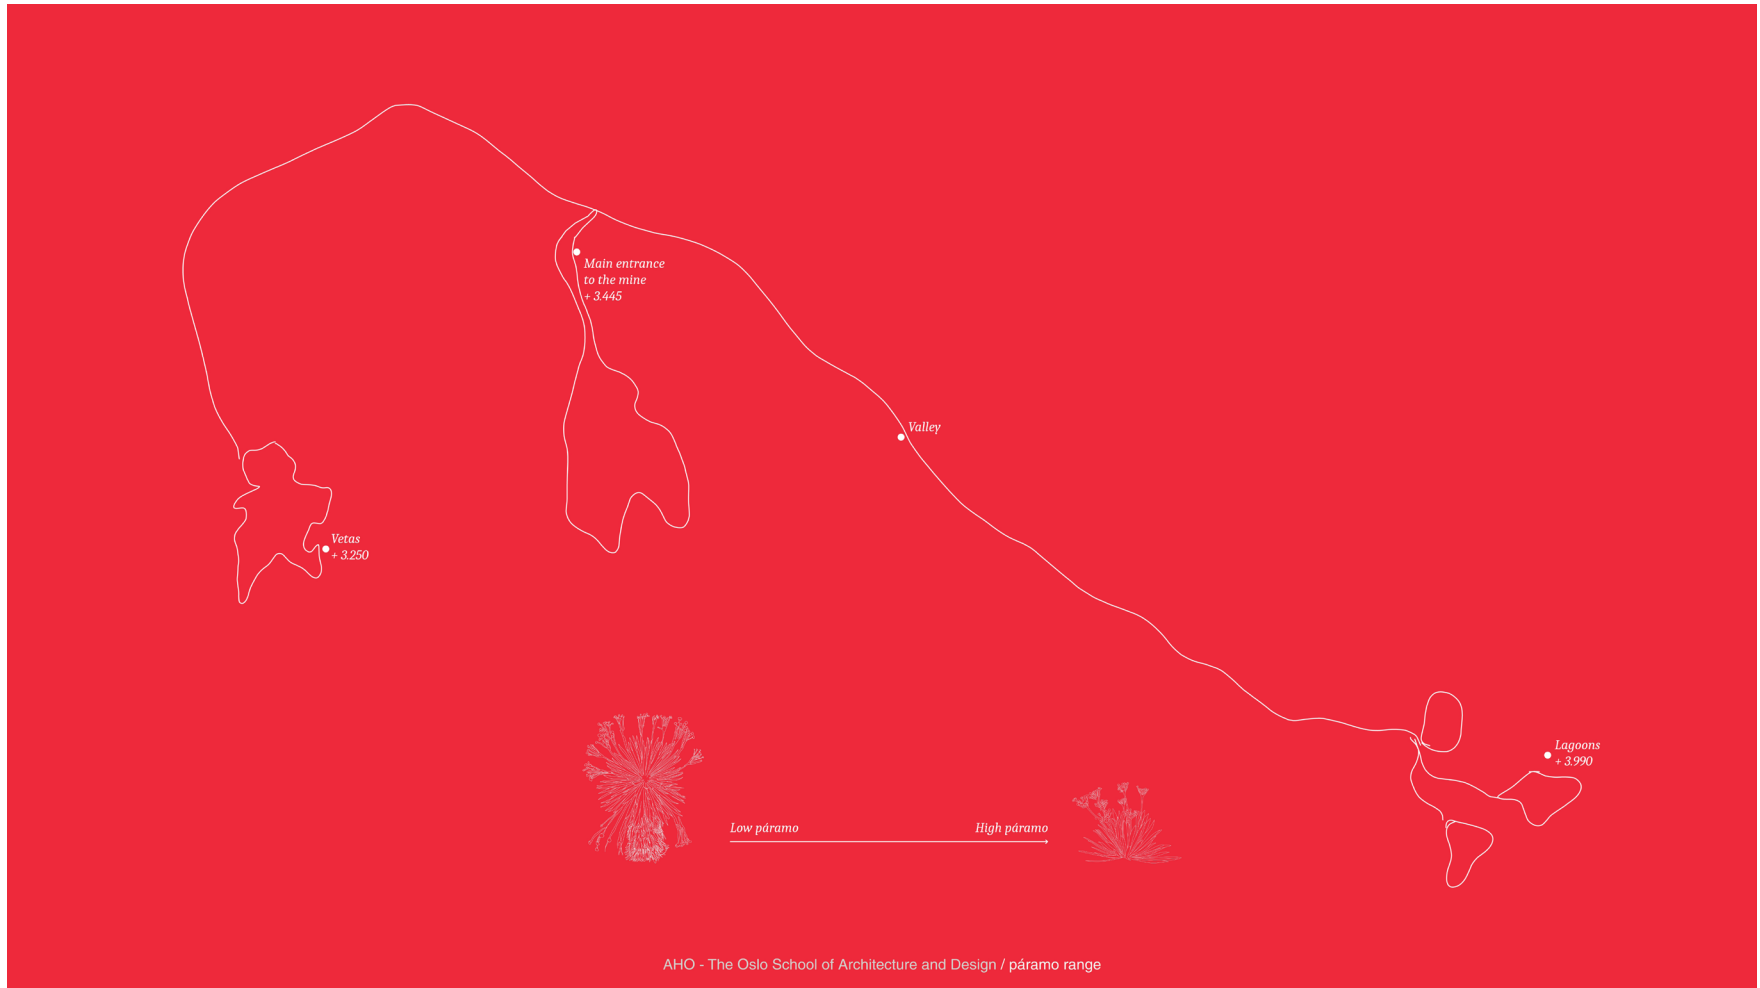 Main entrance
to the mine
+ 3.445
Valley
Vetas
+ 3.250
Lagoons
+ 3.990
Low páramo
High páramo
AHO - The Oslo School of Architecture and Design / páramo range